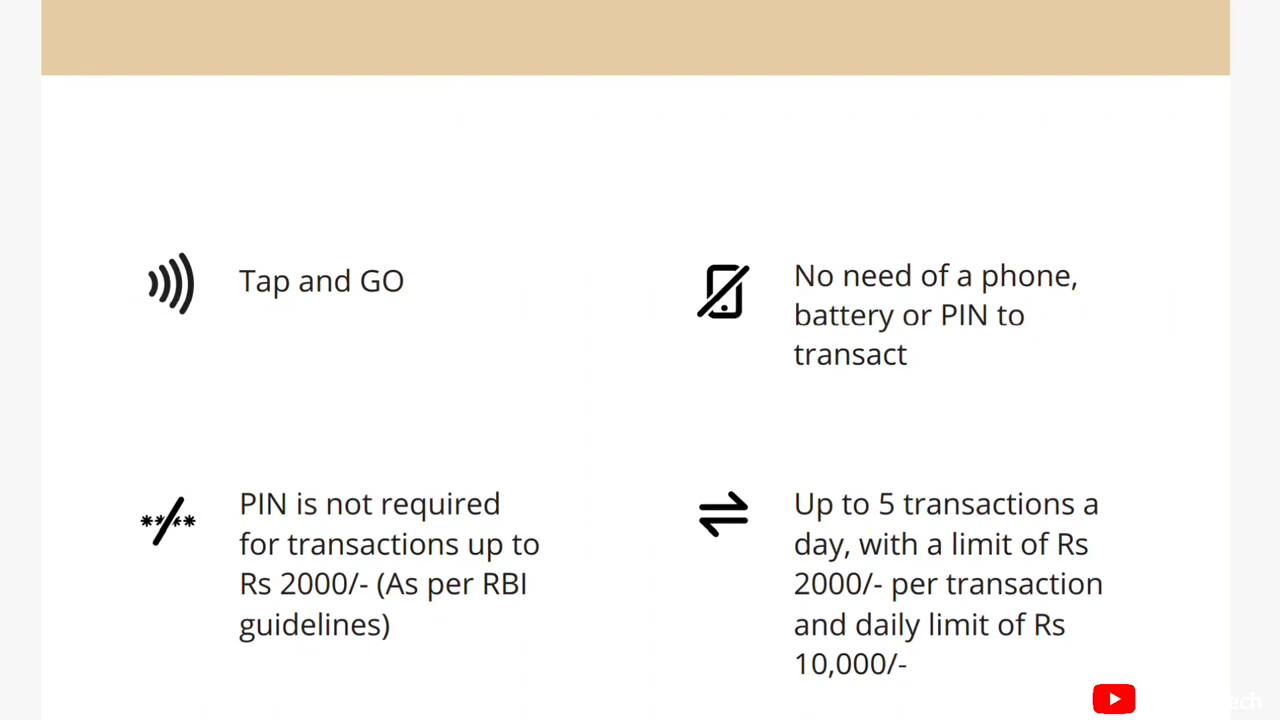 Tap and GO
No need of a phone,
battery or PIN to
transact
PIN is not required
for transactions up to
Rs 2000/- (As per RBI
guidelines)
Up to 5 transactions a
day, with a limit of Rs
2000/- per transaction
and daily limit of Rs
10,000/-